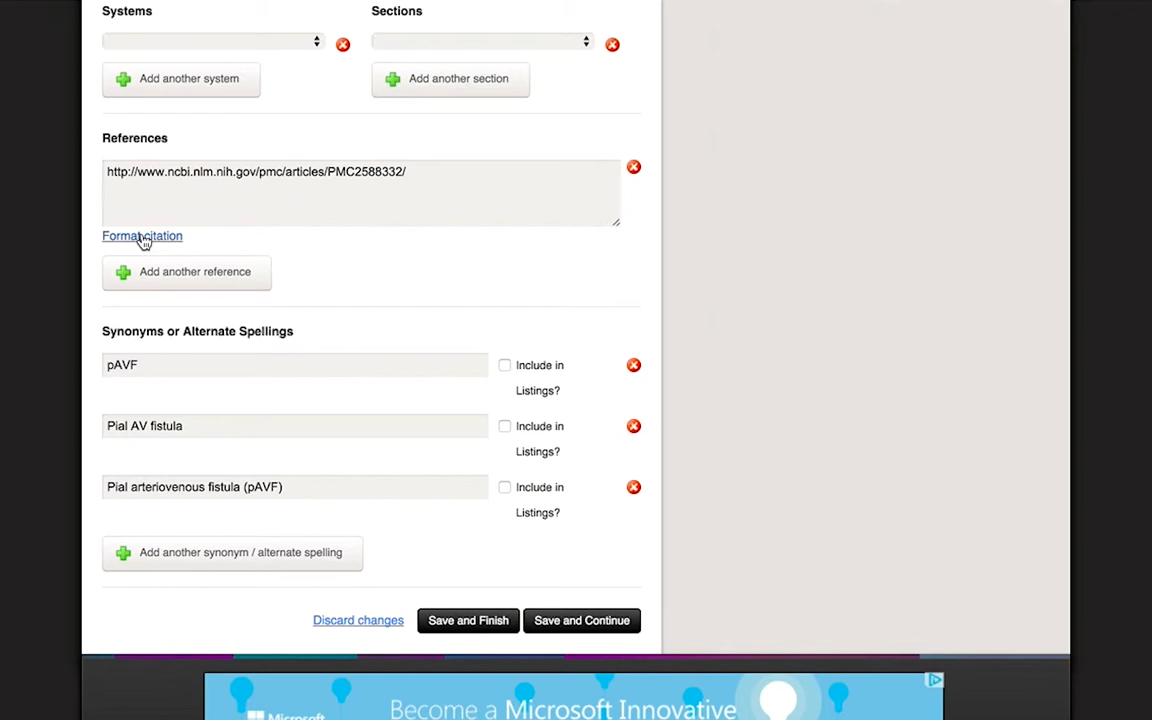 Systems
Sections
Add another system
Add another section
References
http://www.ncbi.nlm.nih.gov/pmc/articles/PMC2588332/
Format citation
Add another reference
Synonyms or Alternate Spellings
pAVF
Include in
Listings?
Pial AV fistula
Include in
Listings?
Pial arteriovenous fistula (pAVF)
Include in
Listings?
Add another synonym / alternate spelling
Discard changes
Save and Finish
Save and Continue
Microsoft
Become a Microsoft Innovative